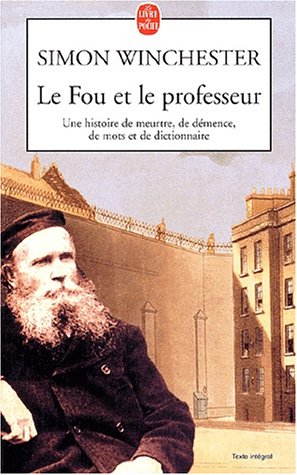 LE LIVRE
DE POCHE
SIMON WINCHESTER
Le Fou et le professeur
Une histoire de meurtre, de démence,
de mots et de dictionnaire
Texte intégral